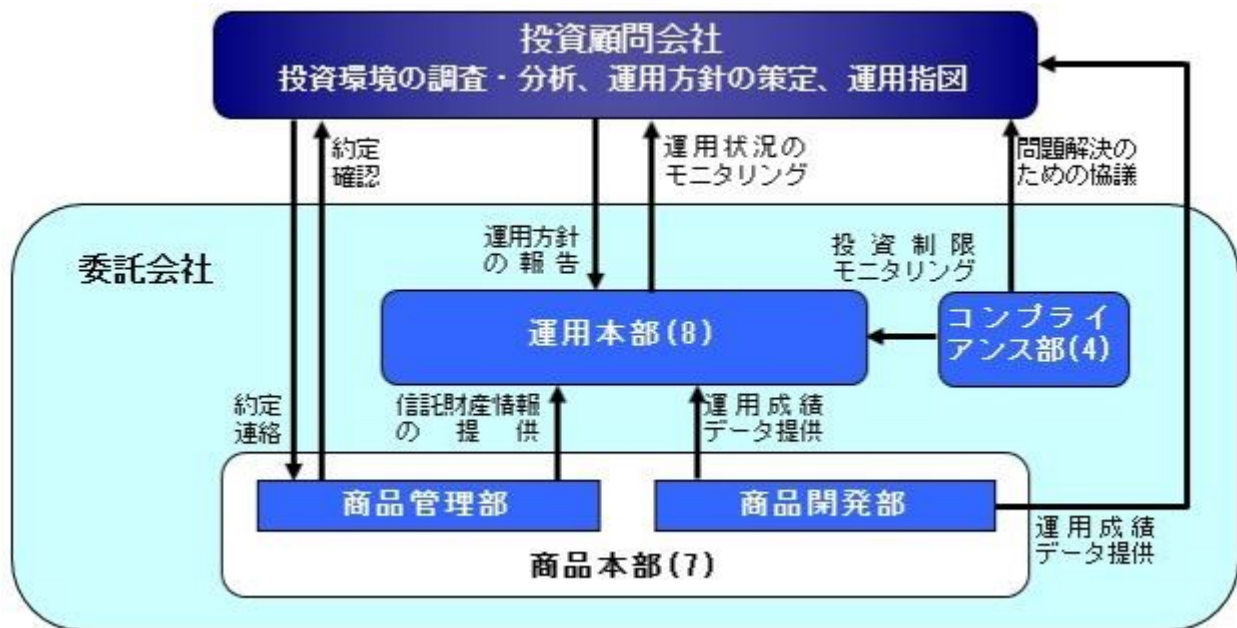 投資顧問会社
投資環境の調査・分析、運用方針の策定、運用指図
約定
確認
運用状況の
モニタリング
問題解決の
ための協議
委託会社
運用方針
の報告
投資制限
モニタリング
運用本部(8)
コンプライ
アンス部(4)
約定
連絡
信託財産情報
の提供
運用成績
データ提供
商品管理部
商品開発部
運用成績
データ提供
商品本部(7)